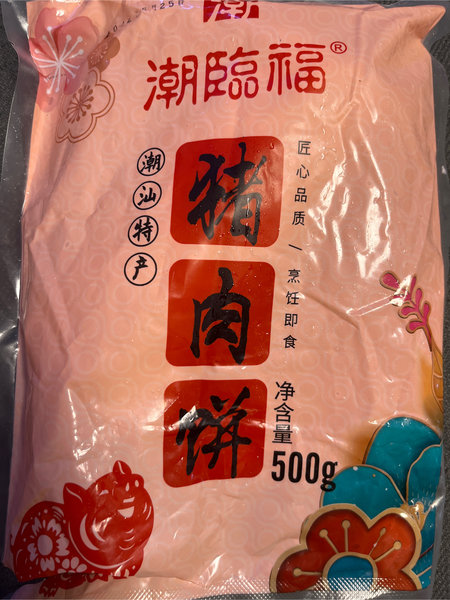 潮臨福®
潮汕特产
猪肉饼
匠心品质 一 烹饪即食
净含量
500g